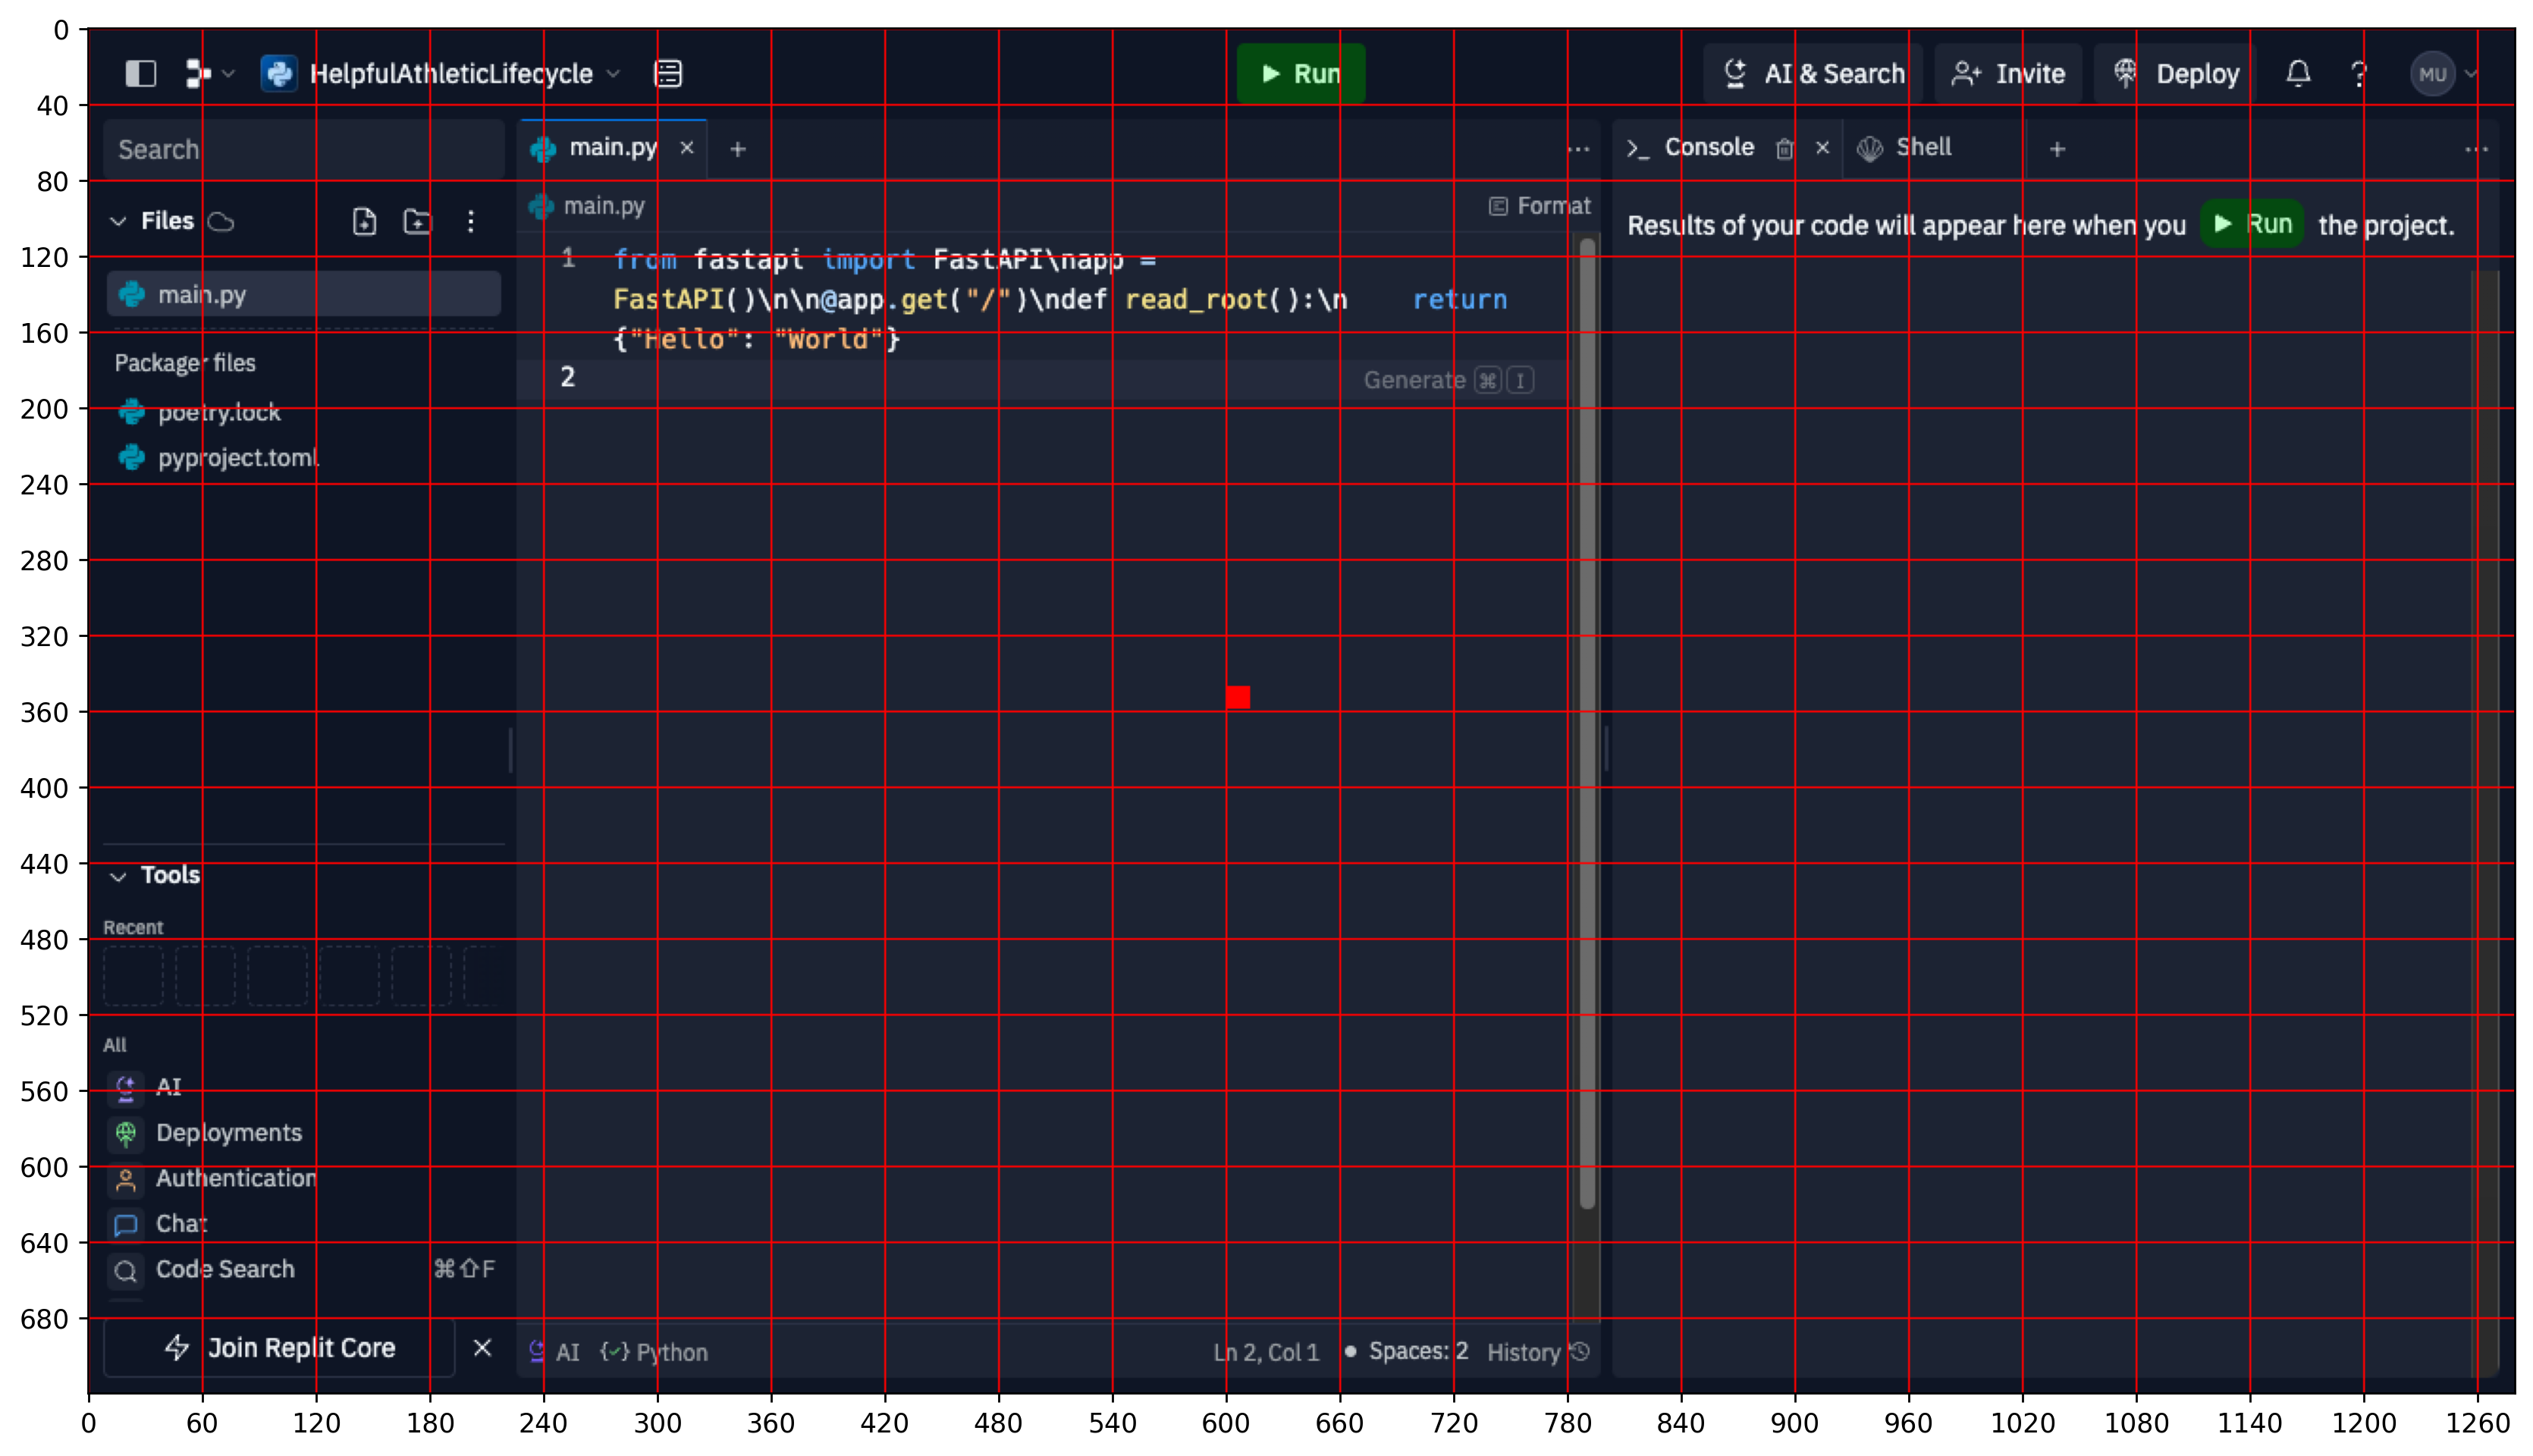 HelpfulAthleticLifecycle
Run
AI & Search
Invite
Deploy
?
MU
Search
main.py
Console
Shell
Files
main.py
Format
Results of your code will appear here when you Run the project.
main.py
1 from fastapi import FastAPI\napp =
FastAPI()\n\n@app.get("/")\ndef read_root():\n    return
{"Hello": "World"}
2
Generate ⌘ I
Packager files
poetry.lock
pyproject.toml
Tools
Recent
All
AI
Deployments
Authentication
Chat
Code Search ⌘⇧F
Join Replit Core
AI
Python
Ln 2, Col 1
Spaces: 2
History
0
40
80
120
160
200
240
280
320
360
400
440
480
520
560
600
640
680
0 60 120 180 240 300 360 420 480 540 600 660 720 780 840 900 960 1020 1080 1140 1200 1260